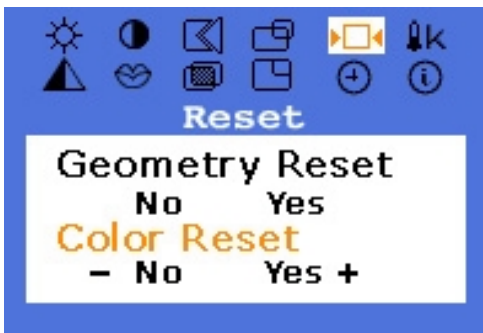 K
Reset
Geometry Reset
No Yes
Color Reset
- No Yes +